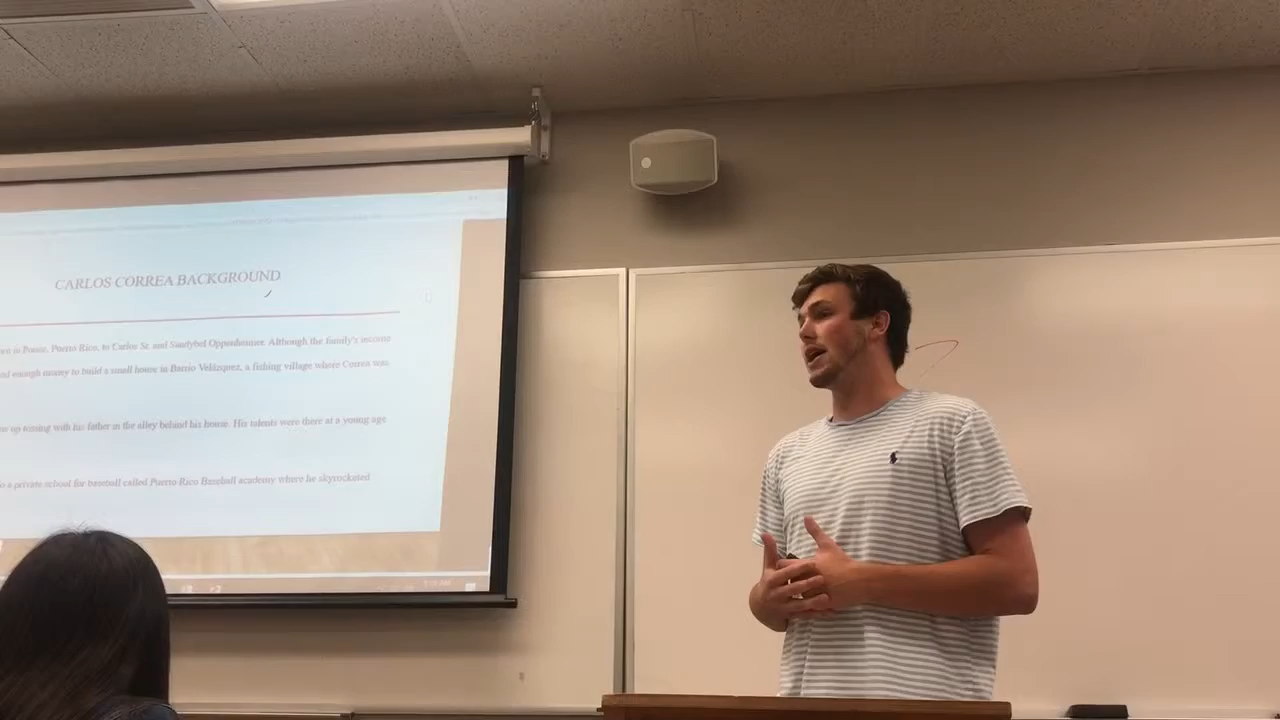 CARLOS CORREA BACKGROUND
in Ponce, Puerto Rico, to Carlos Sr. and Sandybel Oppenheimer. Although the family's income
enough money to build a small house in Barrio Velázquez, a fishing village where Correa was
up tossing with his father in the alley behind his house. His talents were there at a young age
o a private school for baseball called Puerto Rico Baseball academy where he skyrocketed